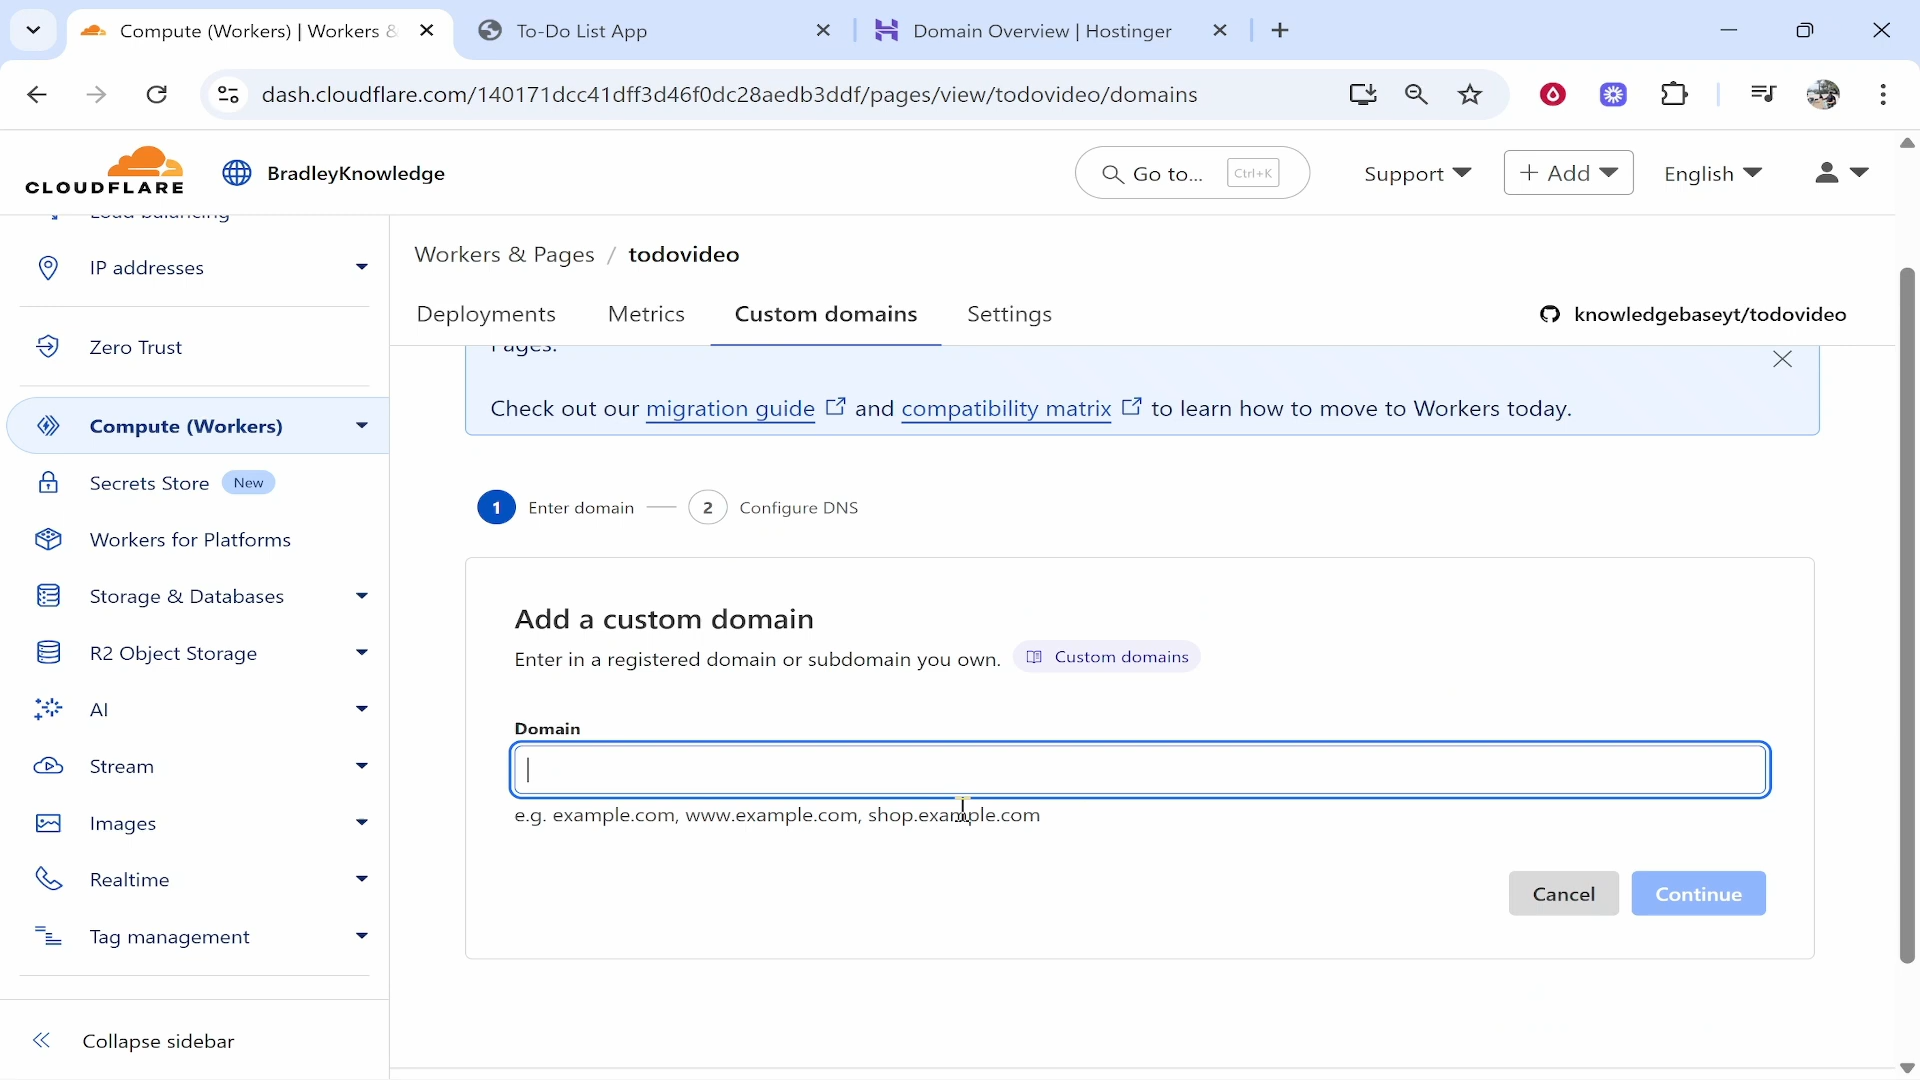 Compute (Workers) | Workers &
To-Do List App
Domain Overview | Hostinger
dash.cloudflare.com/140171dcc41dff3d46f0dc28aedb3ddf/pages/view/todovideo/domains
CLOUDFLARE
BradleyKnowledge
Go to...
Ctrl+K
Support
Add
English
Load balancing
IP addresses
Zero Trust
Compute (Workers)
Secrets Store
New
Workers for Platforms
Storage & Databases
R2 Object Storage
AI
Stream
Images
Realtime
Tag management
Collapse sidebar
Workers & Pages / todovideo
Deployments
Metrics
Custom domains
Settings
knowledgebaseyt/todovideo
Pages.
Check out our migration guide and compatibility matrix to learn how to move to Workers today.
1 Enter domain
2 Configure DNS
Add a custom domain
Enter in a registered domain or subdomain you own.
Custom domains
Domain
e.g. example.com, www.example.com, shop.example.com
Cancel
Continue